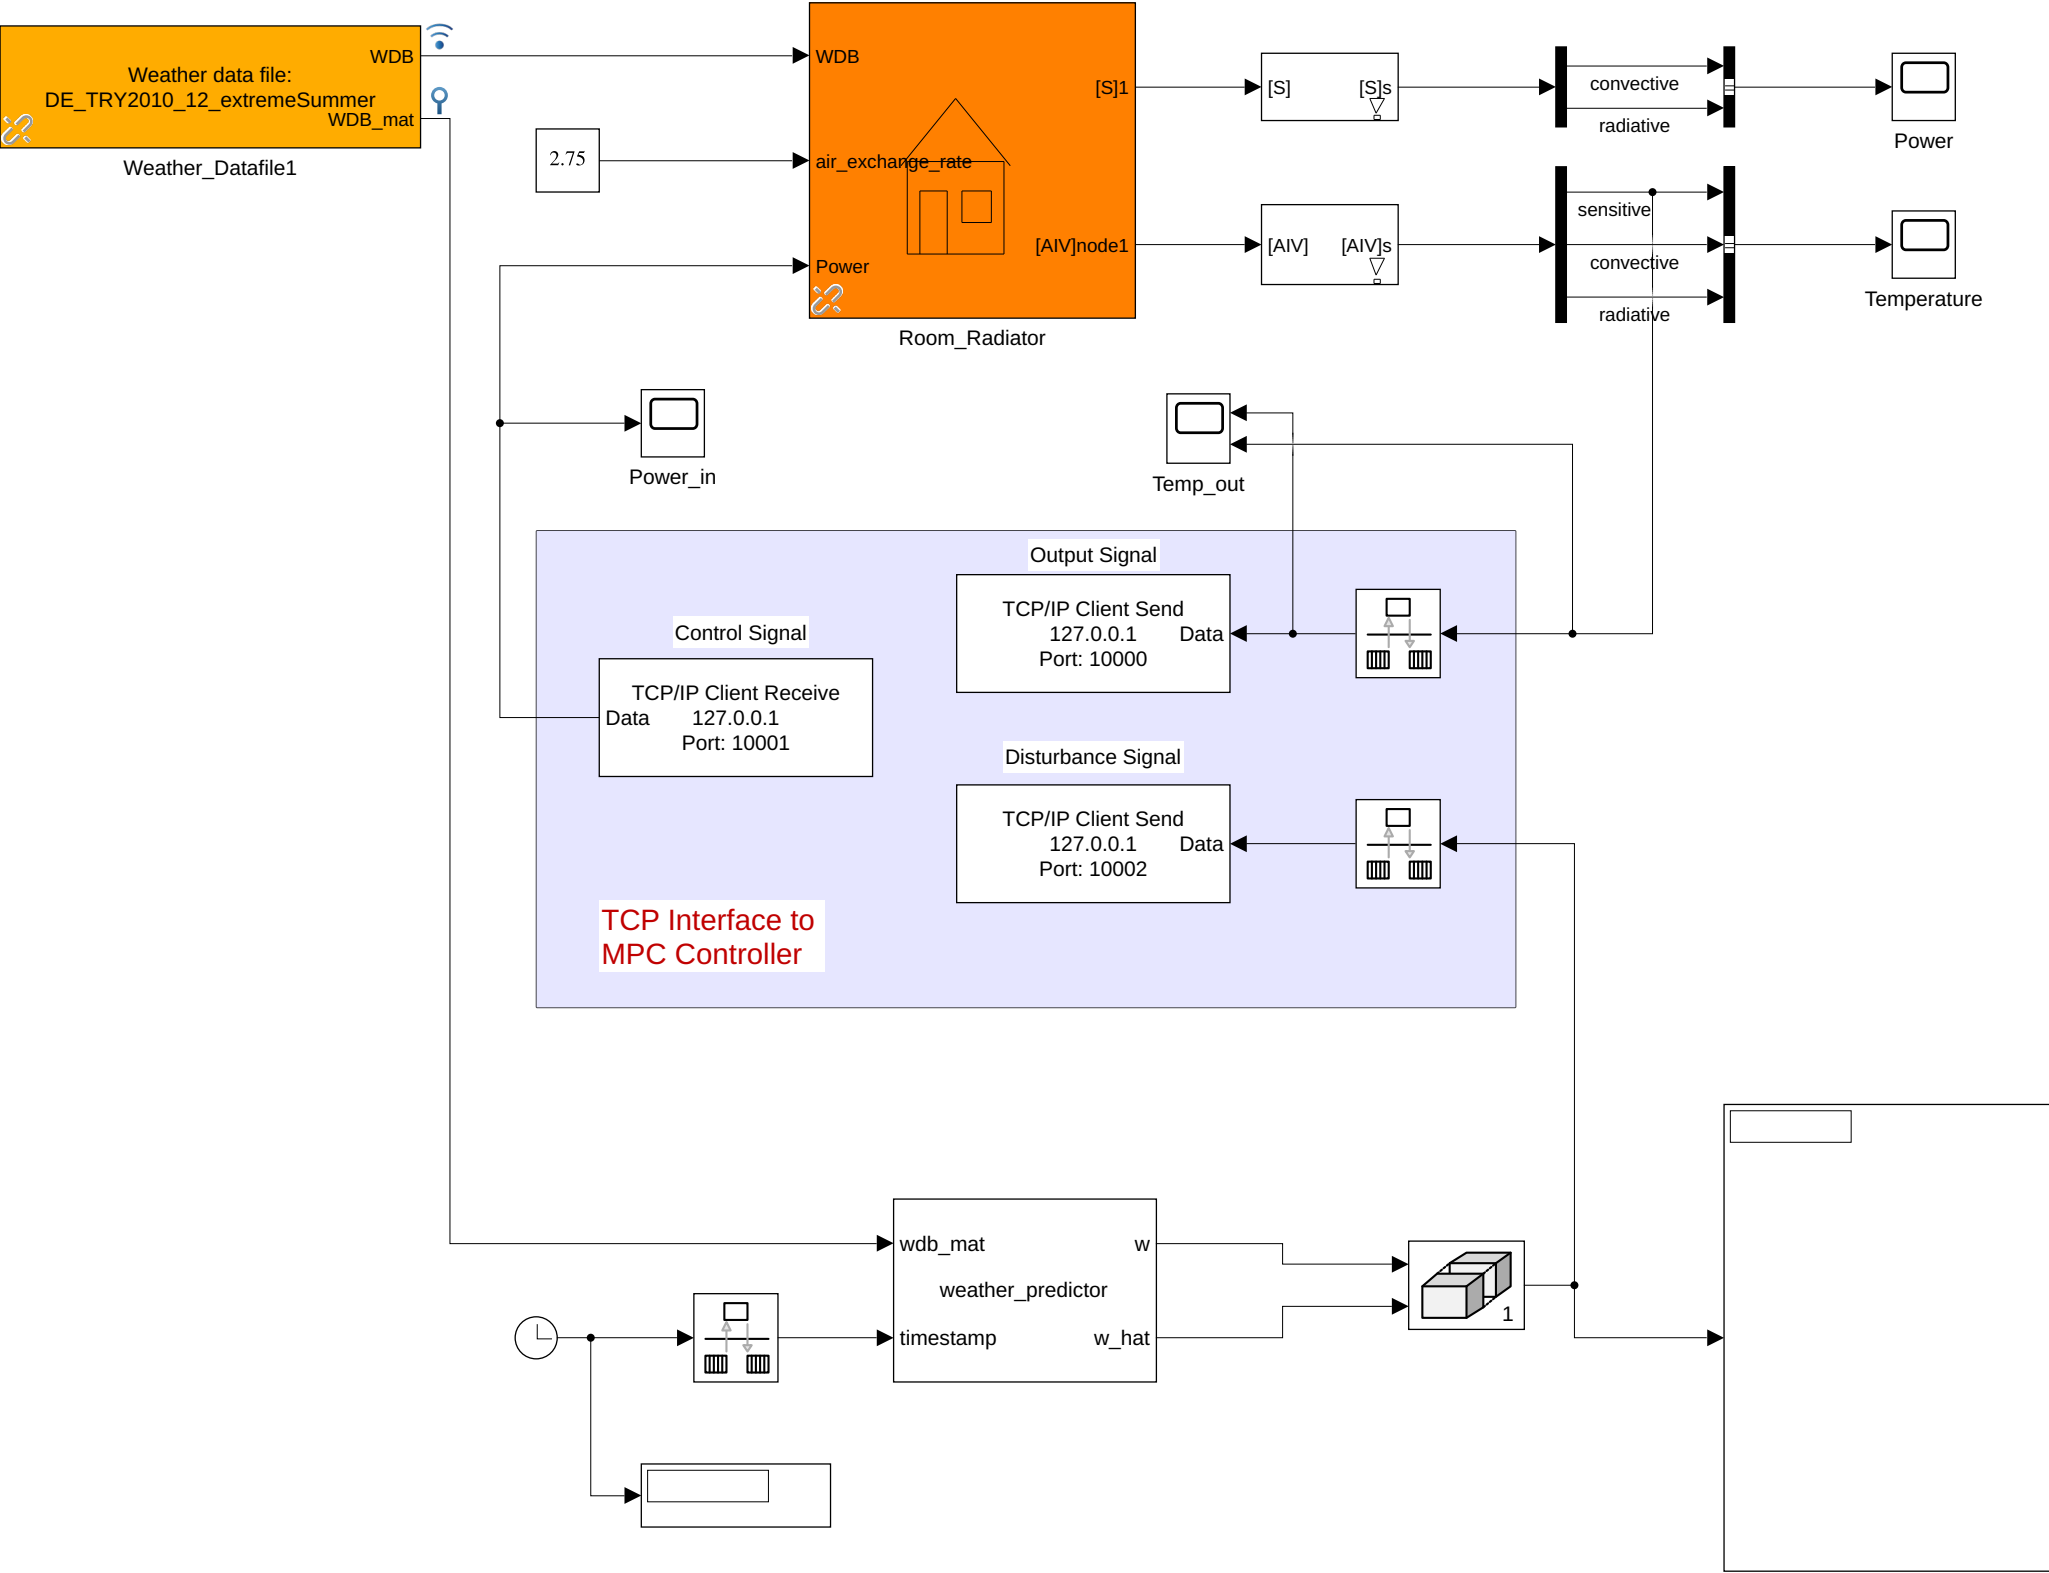 WDB
Weather data file:
DE_TRY2010_12_extremeSummer
WDB_mat
Weather_Datafile1
2.75
WDB
air_exchange_rate
Power
[S]1
[AIV]node1
Room_Radiator
[S]
[S]s
[AIV]
[AIV]s
convective
radiative
sensitive
convective
radiative
Power
Temperature
Power_in
Temp_out
Output Signal
TCP/IP Client Send
127.0.0.1
Data
Port: 10000
Control Signal
TCP/IP Client Receive
Data
127.0.0.1
Port: 10001
Disturbance Signal
TCP/IP Client Send
127.0.0.1
Data
Port: 10002
TCP Interface to
MPC Controller
wdb_mat
w
weather_predictor
timestamp
w_hat
1